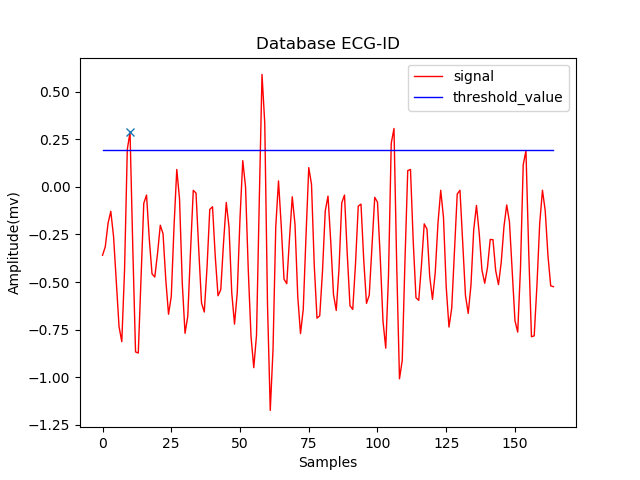 Database ECG-ID
signal
threshold_value
0.50
0.25
0.00
−0.25
−0.50
−0.75
−1.00
−1.25
Amplitude(mv)
0 25 50 75 100 125 150
Samples